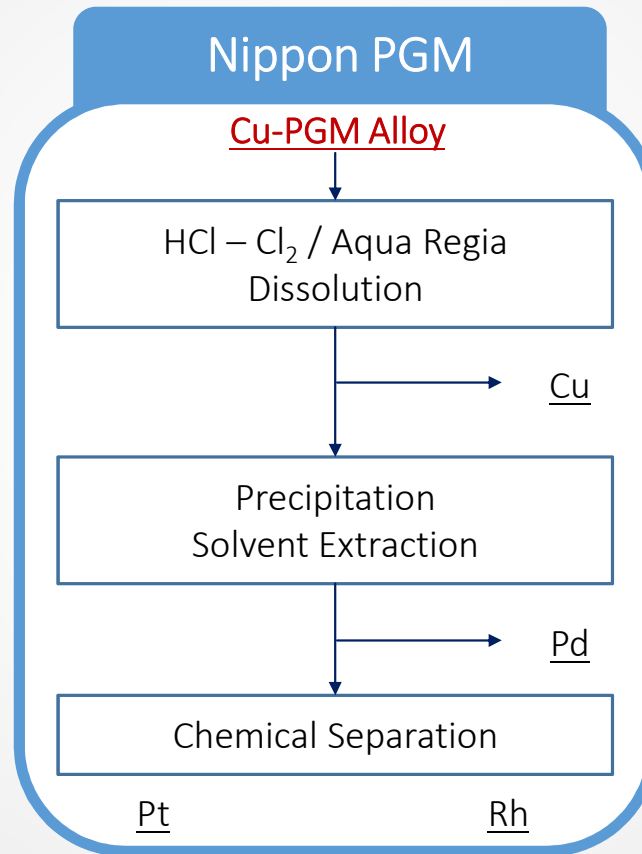 Nippon PGM
Cu-PGM Alloy
HCl – Cl₂ / Aqua Regia
Dissolution
Cu
Precipitation
Solvent Extraction
Pd
Chemical Separation
Pt Rh